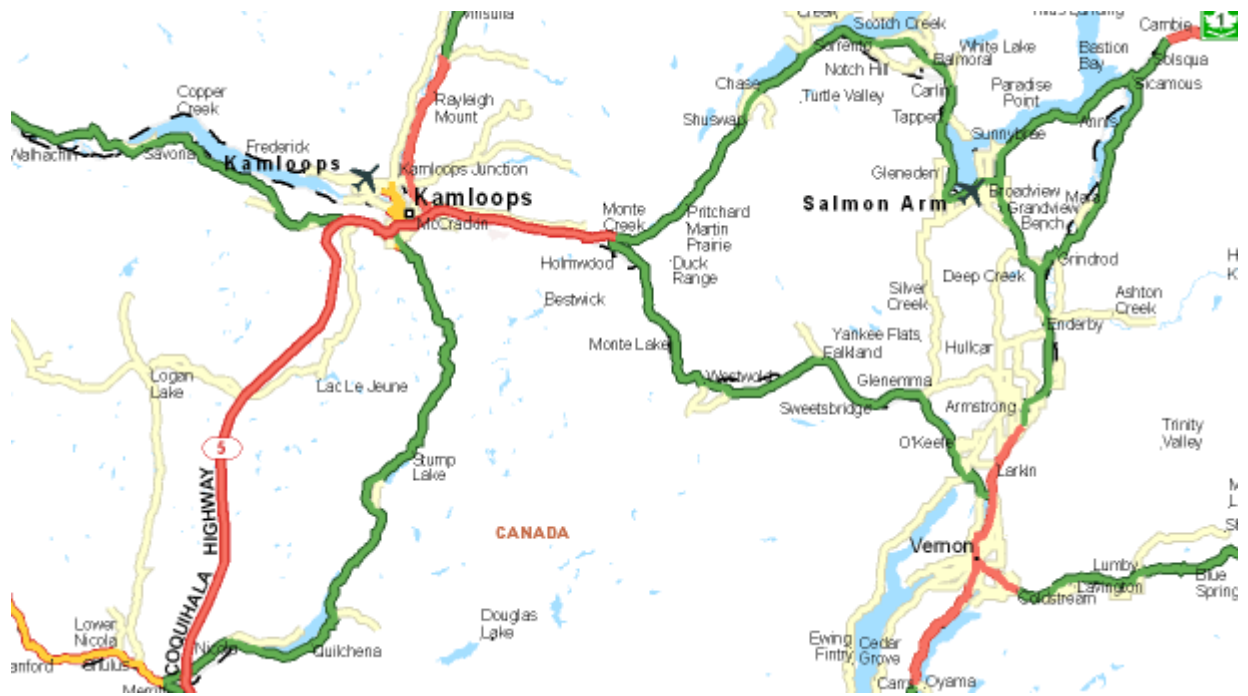 Scotch Creek
Cambie
1
Sorrento
White Lake
Balmoral
Bastion
Bay
Solsqua
Notch Hill
Sicamous
Chase
Carlin
Paradise
Point
Turtle Valley
Copper
Creek
Rayleigh
Mount
Shuswap
Tappen
Annis
Sunnybrae
Walhachin
Savona
Frederick
Kamloops
Kamloops Junction
Gleneden
Kamloops
McCracken
Monte
Creek
Pritchard
Martin
Prairie
Salmon Arm
Broadview
Grandview
Bench
Mara
Holmwood
Duck
Range
Grindrod
Deep Creek
Bestwick
Silver
Creek
Ashton
Creek
Enderby
Monte Lake
Yankee Flats
Falkland
Hullcar
Logan
Lake
Lac Le Jeune
Westwold
Glenemma
Sweetsbridge
Armstrong
O'Keefe
Trinity
Valley
5
Stump
Lake
Larkin
COQUIHALA HIGHWAY
CANADA
Vernon
Lumby
Lavington
Blue
Spring
Coldstream
Lower
Nicola
Douglas
Lake
Nicola
Quilchena
Ewing
Fintry
Cedar
Grove
Oyama